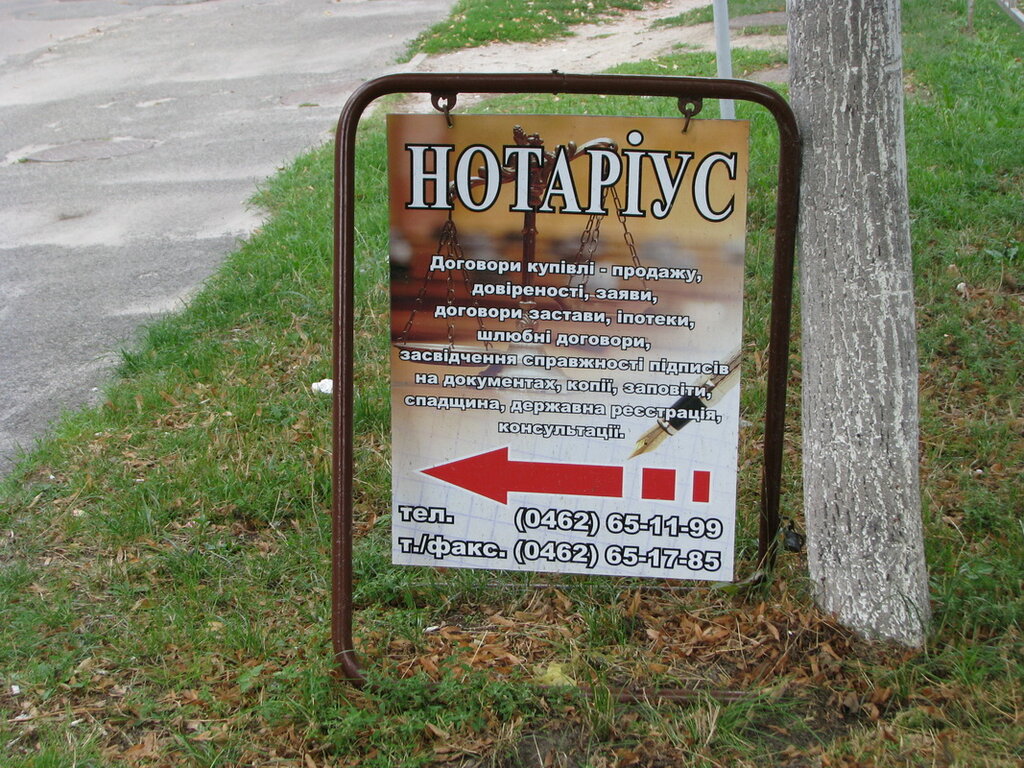 НОТАРІУС
Договори купівлі - продажу,
довіреності, заяви,
договори застави, іпотеки,
шлюбні договори,
засвідчення справжності підписів
на документах, копії, заповіти,
спадщина, державна реєстрація,
консультації.
тел. (0462) 65-11-99
т./факс. (0462) 65-17-85